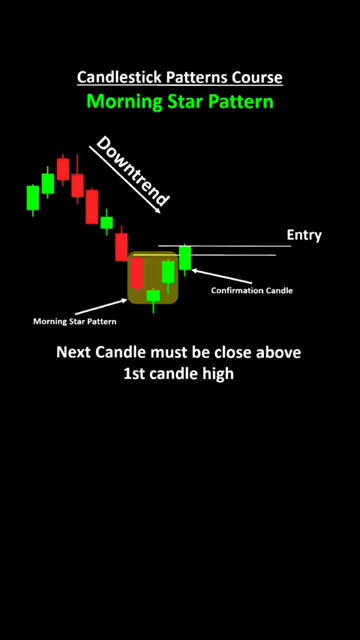 Candlestick Patterns Course
Morning Star Pattern
Downtrend
Entry
Confirmation Candle
Morning Star Pattern
Next Candle must be close above
1st candle high